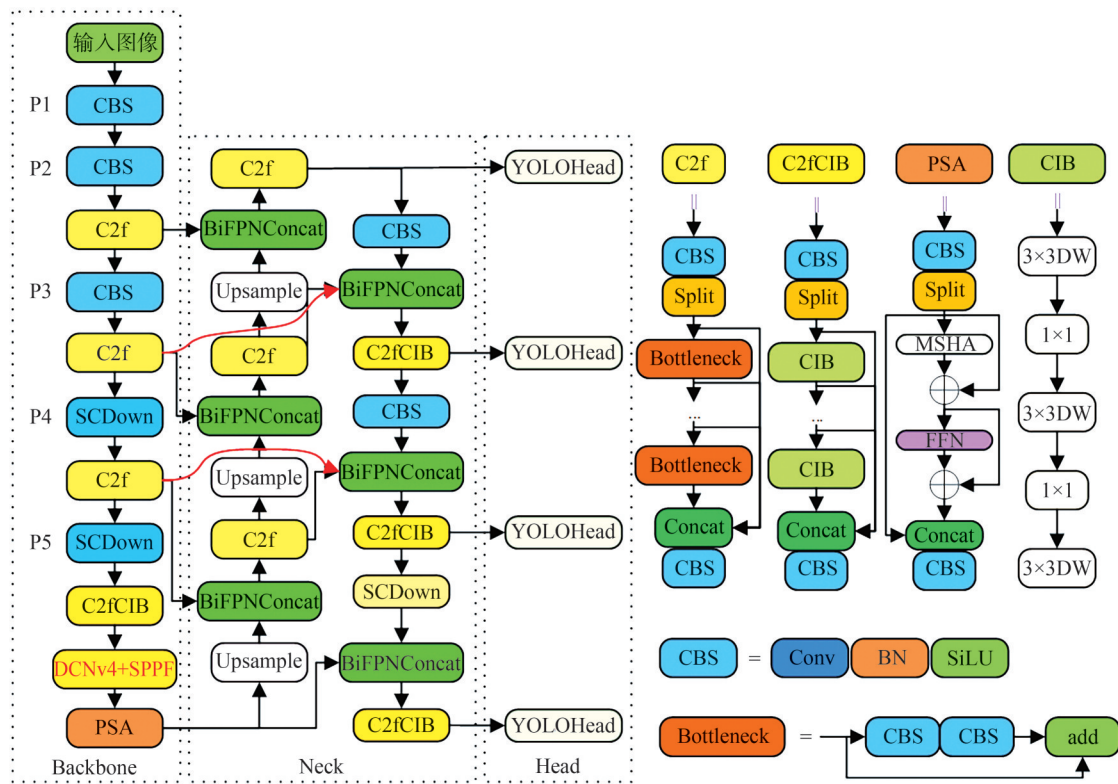 输入图像
P1
CBS
P2
CBS
C2f
P3
CBS
C2f
P4
SCDown
C2f
P5
SCDown
C2fCIB
DCNv4+SPPF
PSA
Backbone
C2f
BiFPNConcat
Upsample
C2f
BiFPNConcat
Upsample
C2f
BiFPNConcat
Upsample
CBS
BiFPNConcat
C2fCIB
CBS
BiFPNConcat
C2fCIB
SCDown
BiFPNConcat
C2fCIB
Neck
YOLOHead
YOLOHead
YOLOHead
YOLOHead
Head
C2f
CBS
Split
Bottleneck
...
Bottleneck
Concat
CBS
C2fCIB
CBS
Split
CIB
...
CIB
Concat
CBS
PSA
CBS
Split
MSHA
FFN
Concat
CBS
CIB
3×3DW
1×1
3×3DW
1×1
3×3DW
CBS = Conv BN SiLU
Bottleneck = CBS CBS add